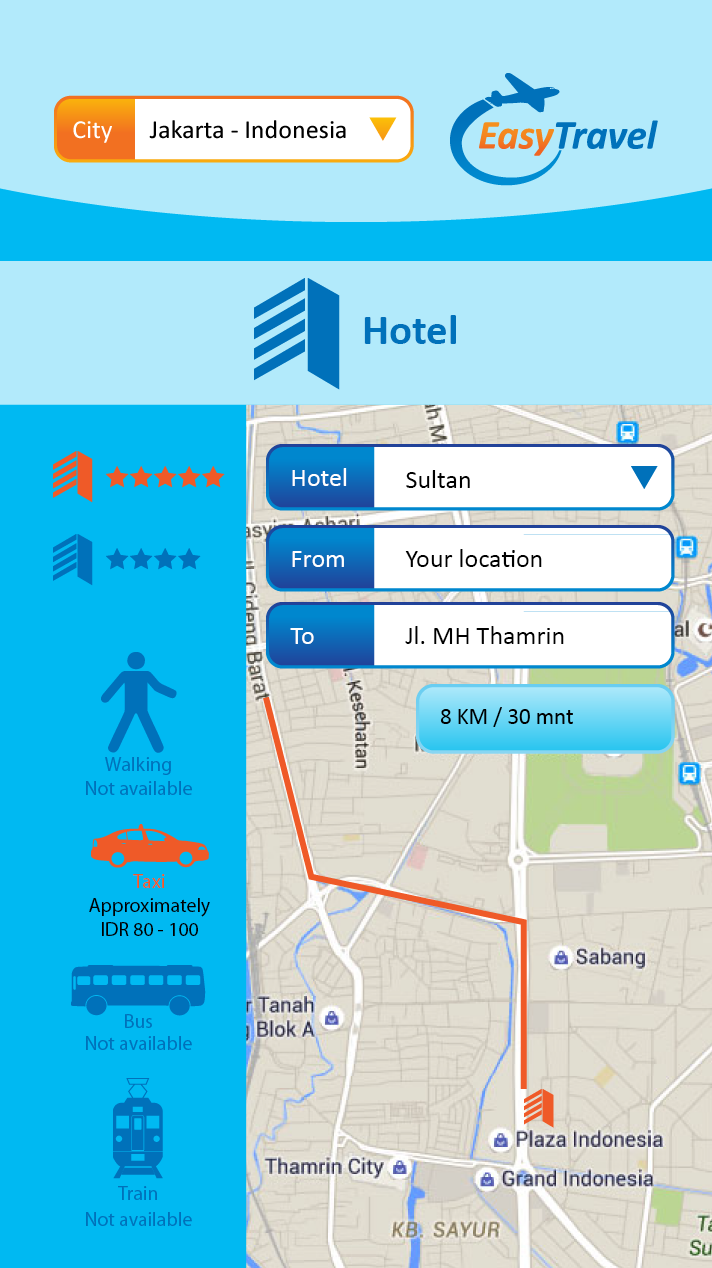 City
Jakarta - Indonesia
EasyTravel
Hotel
Hotel
Sultan
From
Your location
To
Jl. MH Thamrin
8 KM / 30 mnt
Walking
Not available
Taxi
Approximately
IDR 80 - 100
Bus
Not available
Train
Not available
Cideng Barat
Kesehatan
Sabang
Tanah
Blok A
Plaza Indonesia
Thamrin City
Grand Indonesia
KB. SAYUR